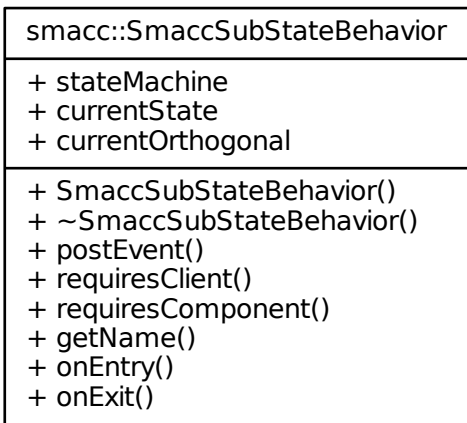 smacc::SmaccSubStateBehavior
+ stateMachine
+ currentState
+ currentOrthogonal
+ SmaccSubStateBehavior()
+ ~SmaccSubStateBehavior()
+ postEvent()
+ requiresClient()
+ requiresComponent()
+ getName()
+ onEntry()
+ onExit()